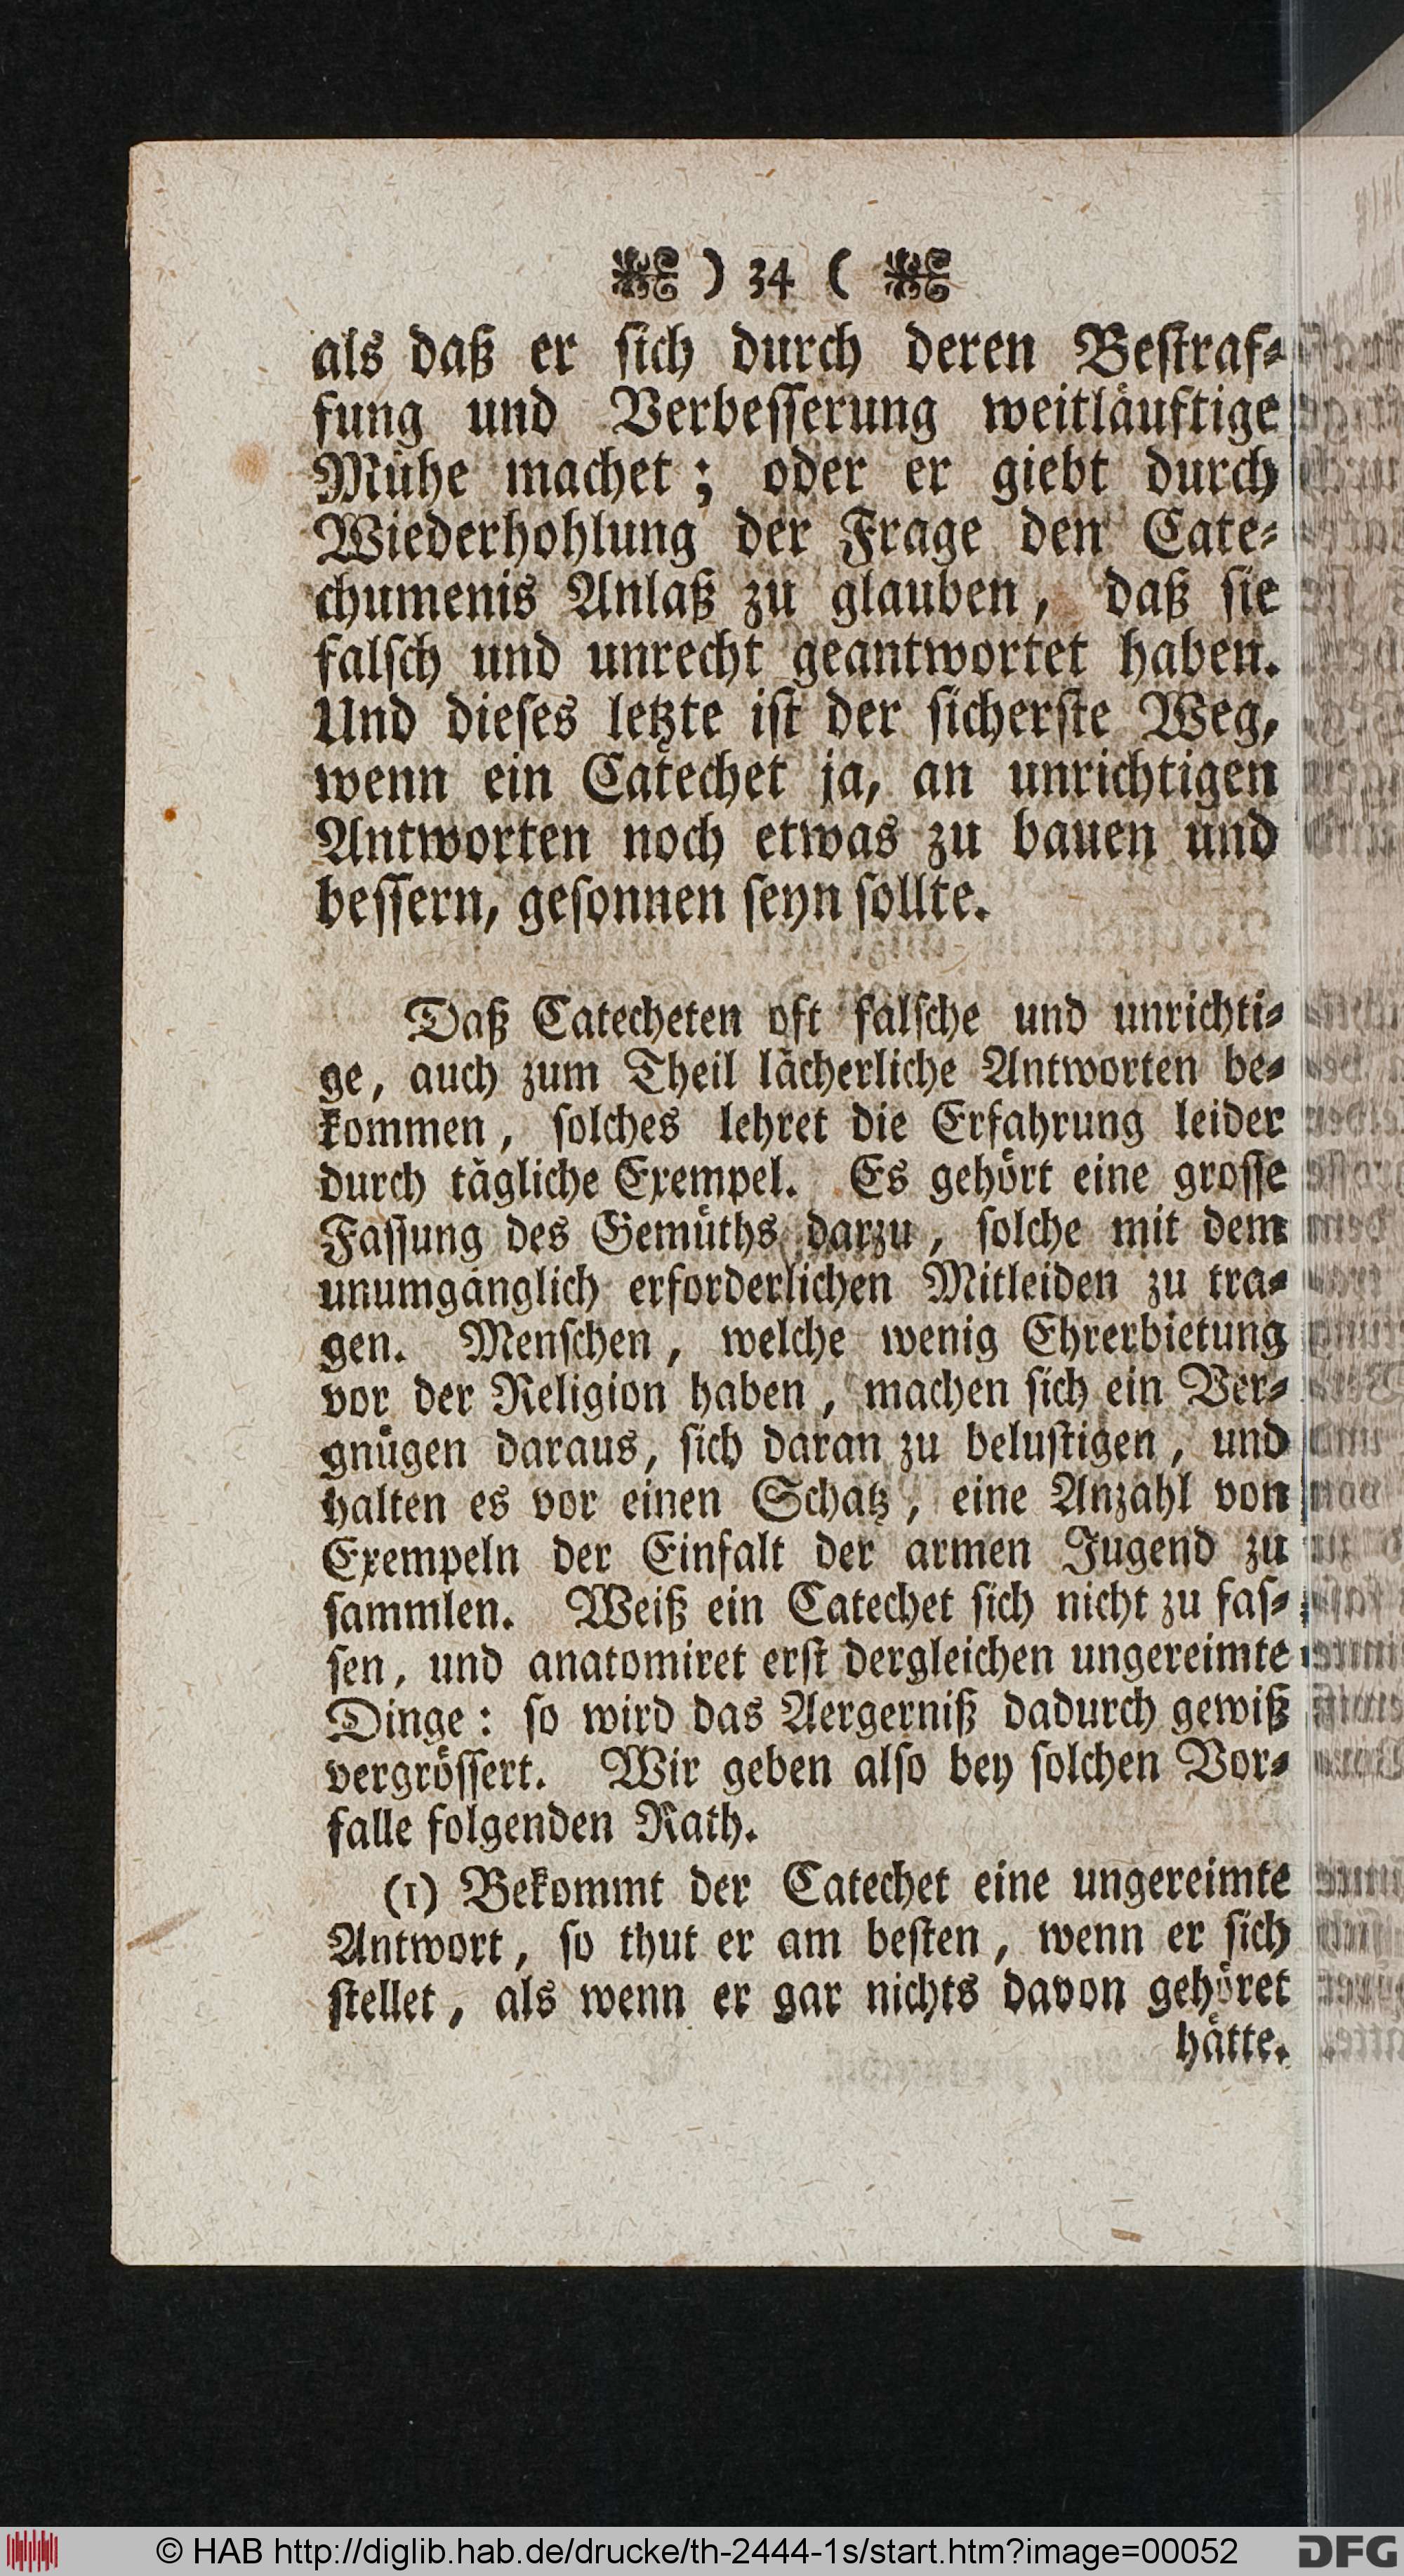 ) 34 (
als daß er ſich durch deren Beſtraf⸗
fung und Verbeſſerung weitläuftige
Mühe machet; oder er giebt durch
Wiederhohlung der Frage den Cate⸗
chumenis Anlaß zu glauben, daß ſie
falſch und unrecht geantwortet haben.
Und dieſes letzte iſt der ſicherſte Weg,
wenn ein Catechet ja, an unrichtigen
Antworten noch etwas zu bauen und
beſſern, geſonnen ſeyn ſollte.
Daß Catecheten oft falſche und unrichti⸗
ge, auch zum Theil lächerliche Antworten be⸗
kommen, ſolches lehret die Erfahrung leider
durch tägliche Exempel. Es gehört eine groſſe
Faſſung des Gemüths darzu, ſolche mit dem
unumgänglich erforderlichen Mitleiden zu tra⸗
gen. Menſchen, welche wenig Ehrerbietung
vor der Religion haben, machen ſich ein Ver⸗
gnügen daraus, ſich daran zu beluſtigen, und
halten es vor einen Schatz, eine Anzahl von
Exempeln der Einfalt der armen Jugend zu
ſammlen. Weiß ein Catechet ſich nicht zu faſ⸗
ſen, und anatomiret erſt dergleichen ungereimte
Dinge: ſo wird das Aergerniß dadurch gewiß
vergröſſert. Wir geben alſo bey ſolchen Vor⸗
falle folgenden Rath.
(1) Bekommt der Catechet eine ungereimte
Antwort, ſo thut er am beſten, wenn er ſich
ſtellet, als wenn er gar nichts davon gehöret
hätte.
© HAB http://diglib.hab.de/drucke/th-2444-1s/start.htm?image=00052
DFG